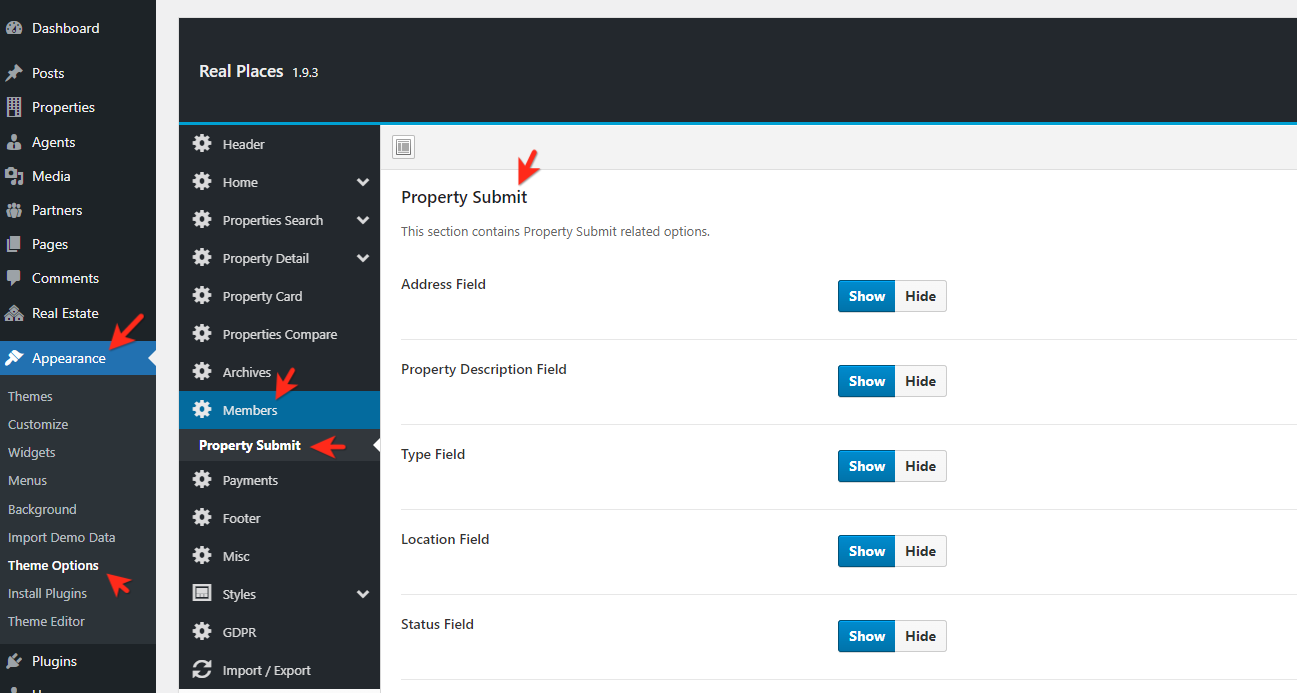 Dashboard
Posts
Properties
Agents
Media
Partners
Pages
Comments
Real Estate
Appearance
Themes
Customize
Widgets
Menus
Background
Import Demo Data
Theme Options
Install Plugins
Theme Editor
Plugins
Real Places 1.9.3
Header
Home
Properties Search
Property Detail
Property Card
Properties Compare
Archives
Members
Property Submit
Payments
Footer
Misc
Styles
GDPR
Import / Export
Property Submit
This section contains Property Submit related options.
Address Field
Show Hide
Property Description Field
Show Hide
Type Field
Show Hide
Location Field
Show Hide
Status Field
Show Hide